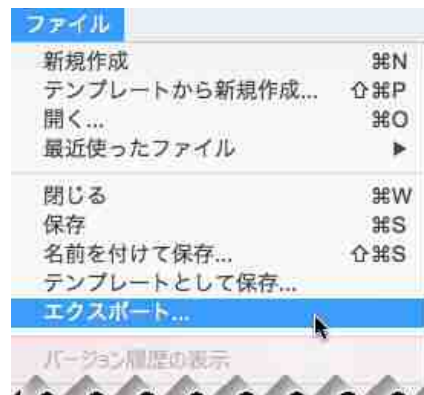 ファイル
新規作成 ⌘N
テンプレートから新規作成... ⇧⌘P
開く... ⌘O
最近使ったファイル ▶
閉じる ⌘W
保存 ⌘S
名前を付けて保存... ⇧⌘S
テンプレートとして保存...
エクスポート...
バージョン履歴の表示